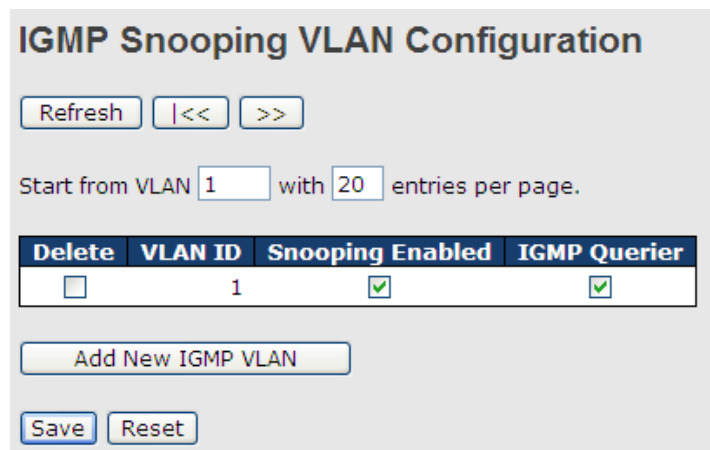 IGMP Snooping VLAN Configuration
Refresh |<< >>
Start from VLAN 1 with 20 entries per page.
Delete VLAN ID Snooping Enabled IGMP Querier
1
Add New IGMP VLAN
Save Reset